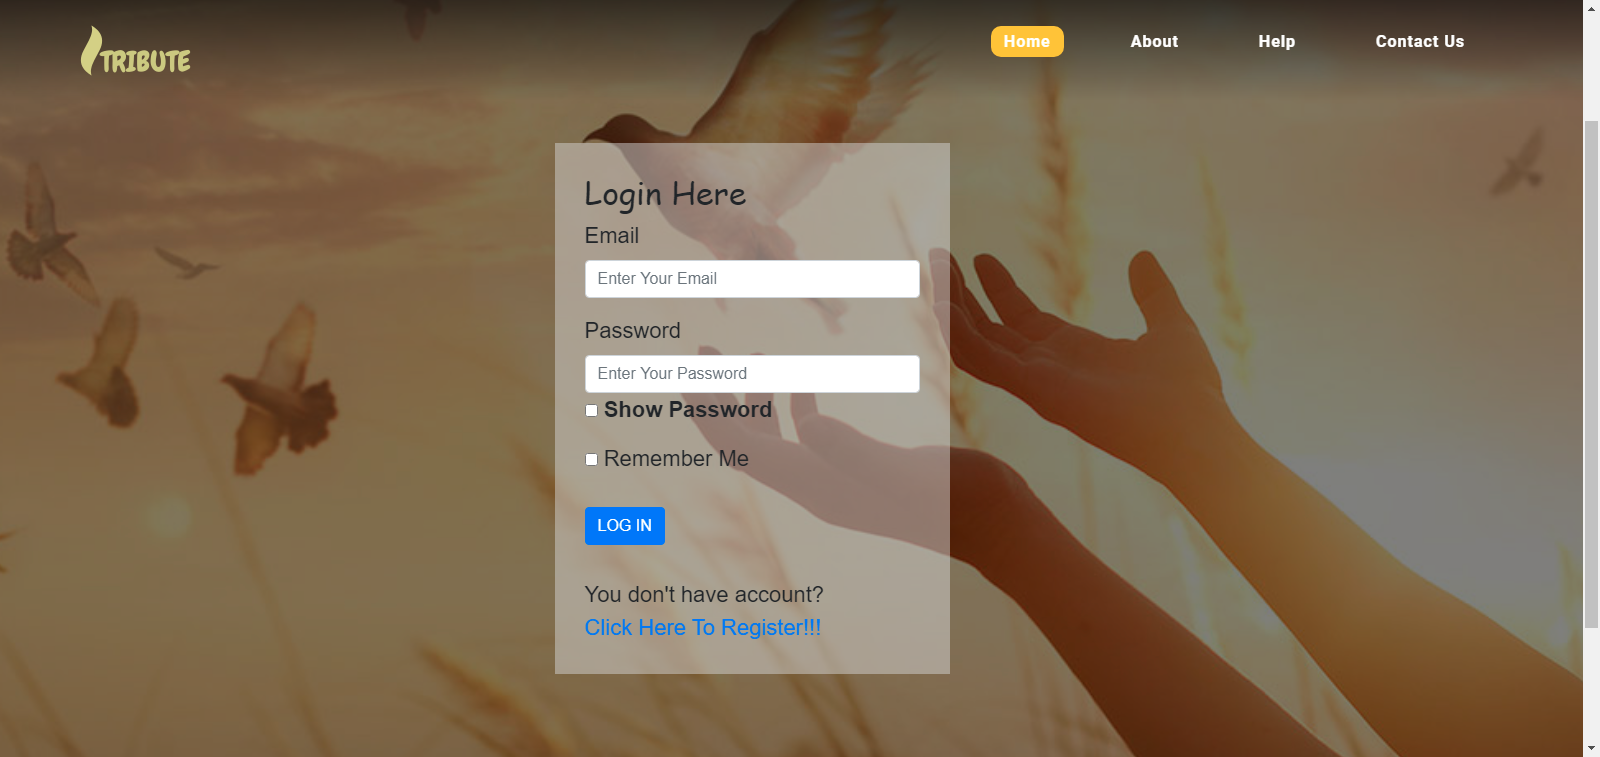 TRIBUTE
Home About Help Contact Us
Login Here
Email
Enter Your Email
Password
Enter Your Password
Show Password
Remember Me
LOG IN
You don't have account?
Click Here To Register!!!